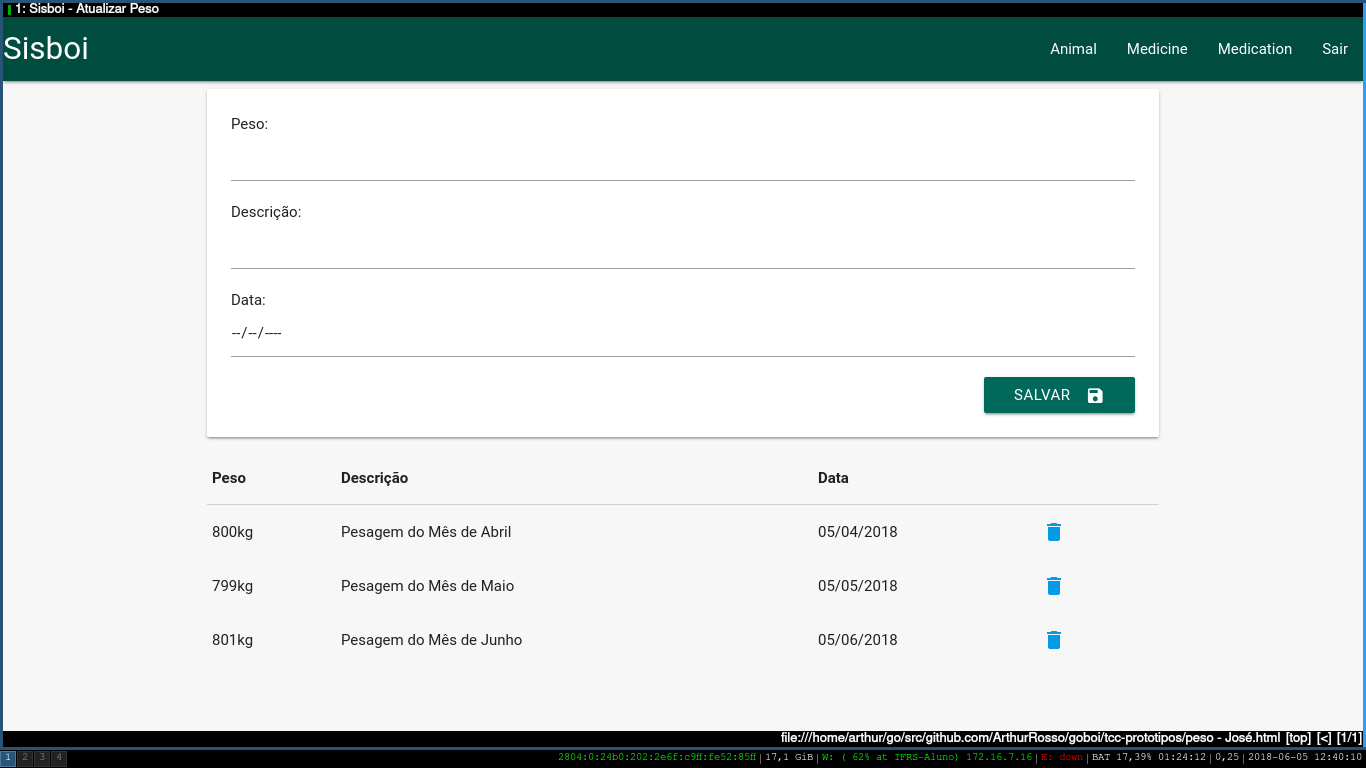 1: Sisboi - Atualizar Peso
Sisboi Animal Medicine Medication Sair
Peso:
Descrição:
Data:
--/--/----
SALVAR
Peso Descrição Data
800kg Pesagem do Mês de Abril 05/04/2018
799kg Pesagem do Mês de Maio 05/05/2018
801kg Pesagem do Mês de Junho 05/06/2018
file:///home/arthur/go/src/github.com/ArthurRosso/goboi/tcc-prototipos/peso - José.html [top] [<] [1/1]
1 2 3 4 2804:0:24b0:202:2e6f:c9ff:fe52:85ff | 17,1 GiB | W: ( 62% at IFRS-Aluno) 172.16.7.16 | E: down | BAT 17,39% 01:24:12 | 0,25 | 2018-06-05 12:40:10